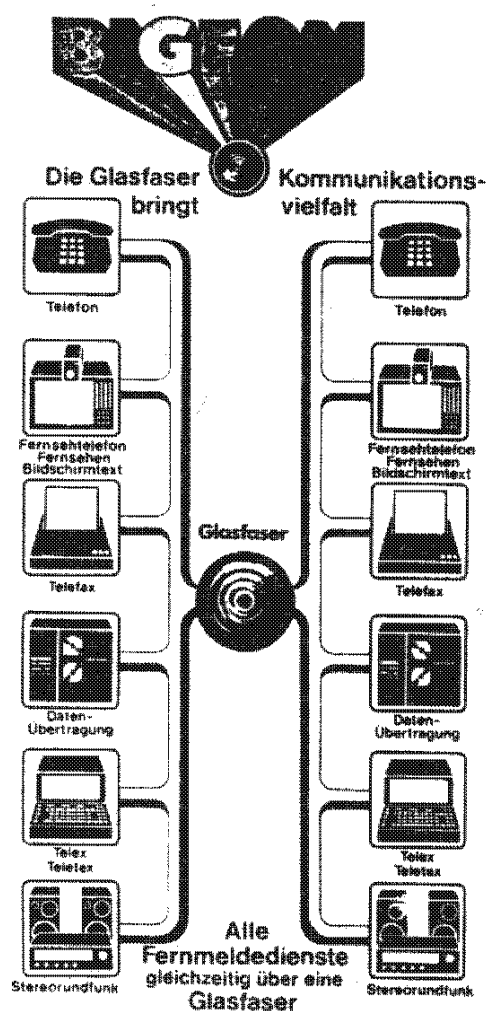 BIGFON
Die Glasfaser
bringt
Kommunikations-
vielfalt
Telefon
Fernsehtelefon
Fernsehen
Bildschirmtext
Telefax
Daten-
Übertragung
Telex
Teletex
Stereorundfunk
Glasfaser
Telefon
Fernsehtelefon
Fernsehen
Bildschirmtext
Telefax
Daten-
Übertragung
Telex
Teletex
Stereorundfunk
Alle
Fernmeldedienste
gleichzeitig über eine
Glasfaser